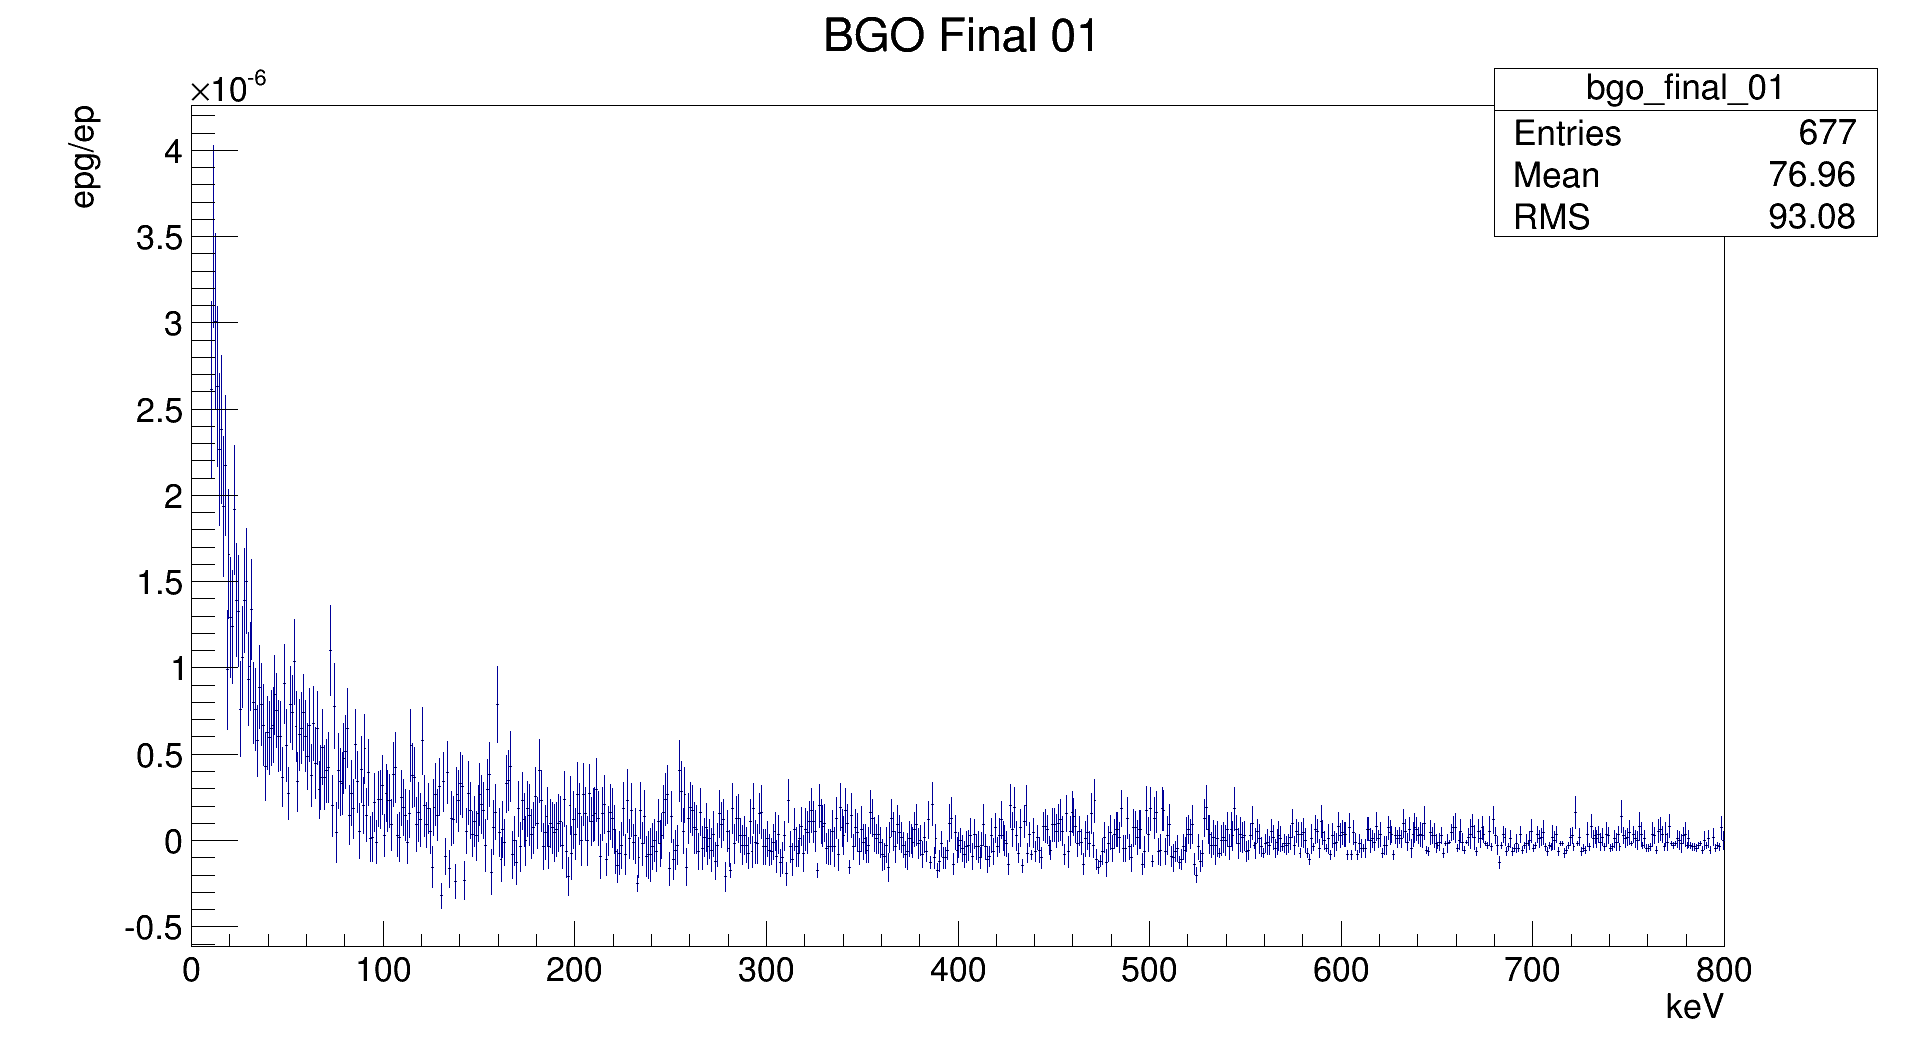 BGO Final 01
×10-6
epg/ep
bgo_final_01
Entries 677
Mean 76.96
RMS 93.08
4
3.5
3
2.5
2
1.5
1
0.5
0
-0.5
0 100 200 300 400 500 600 700 800
keV